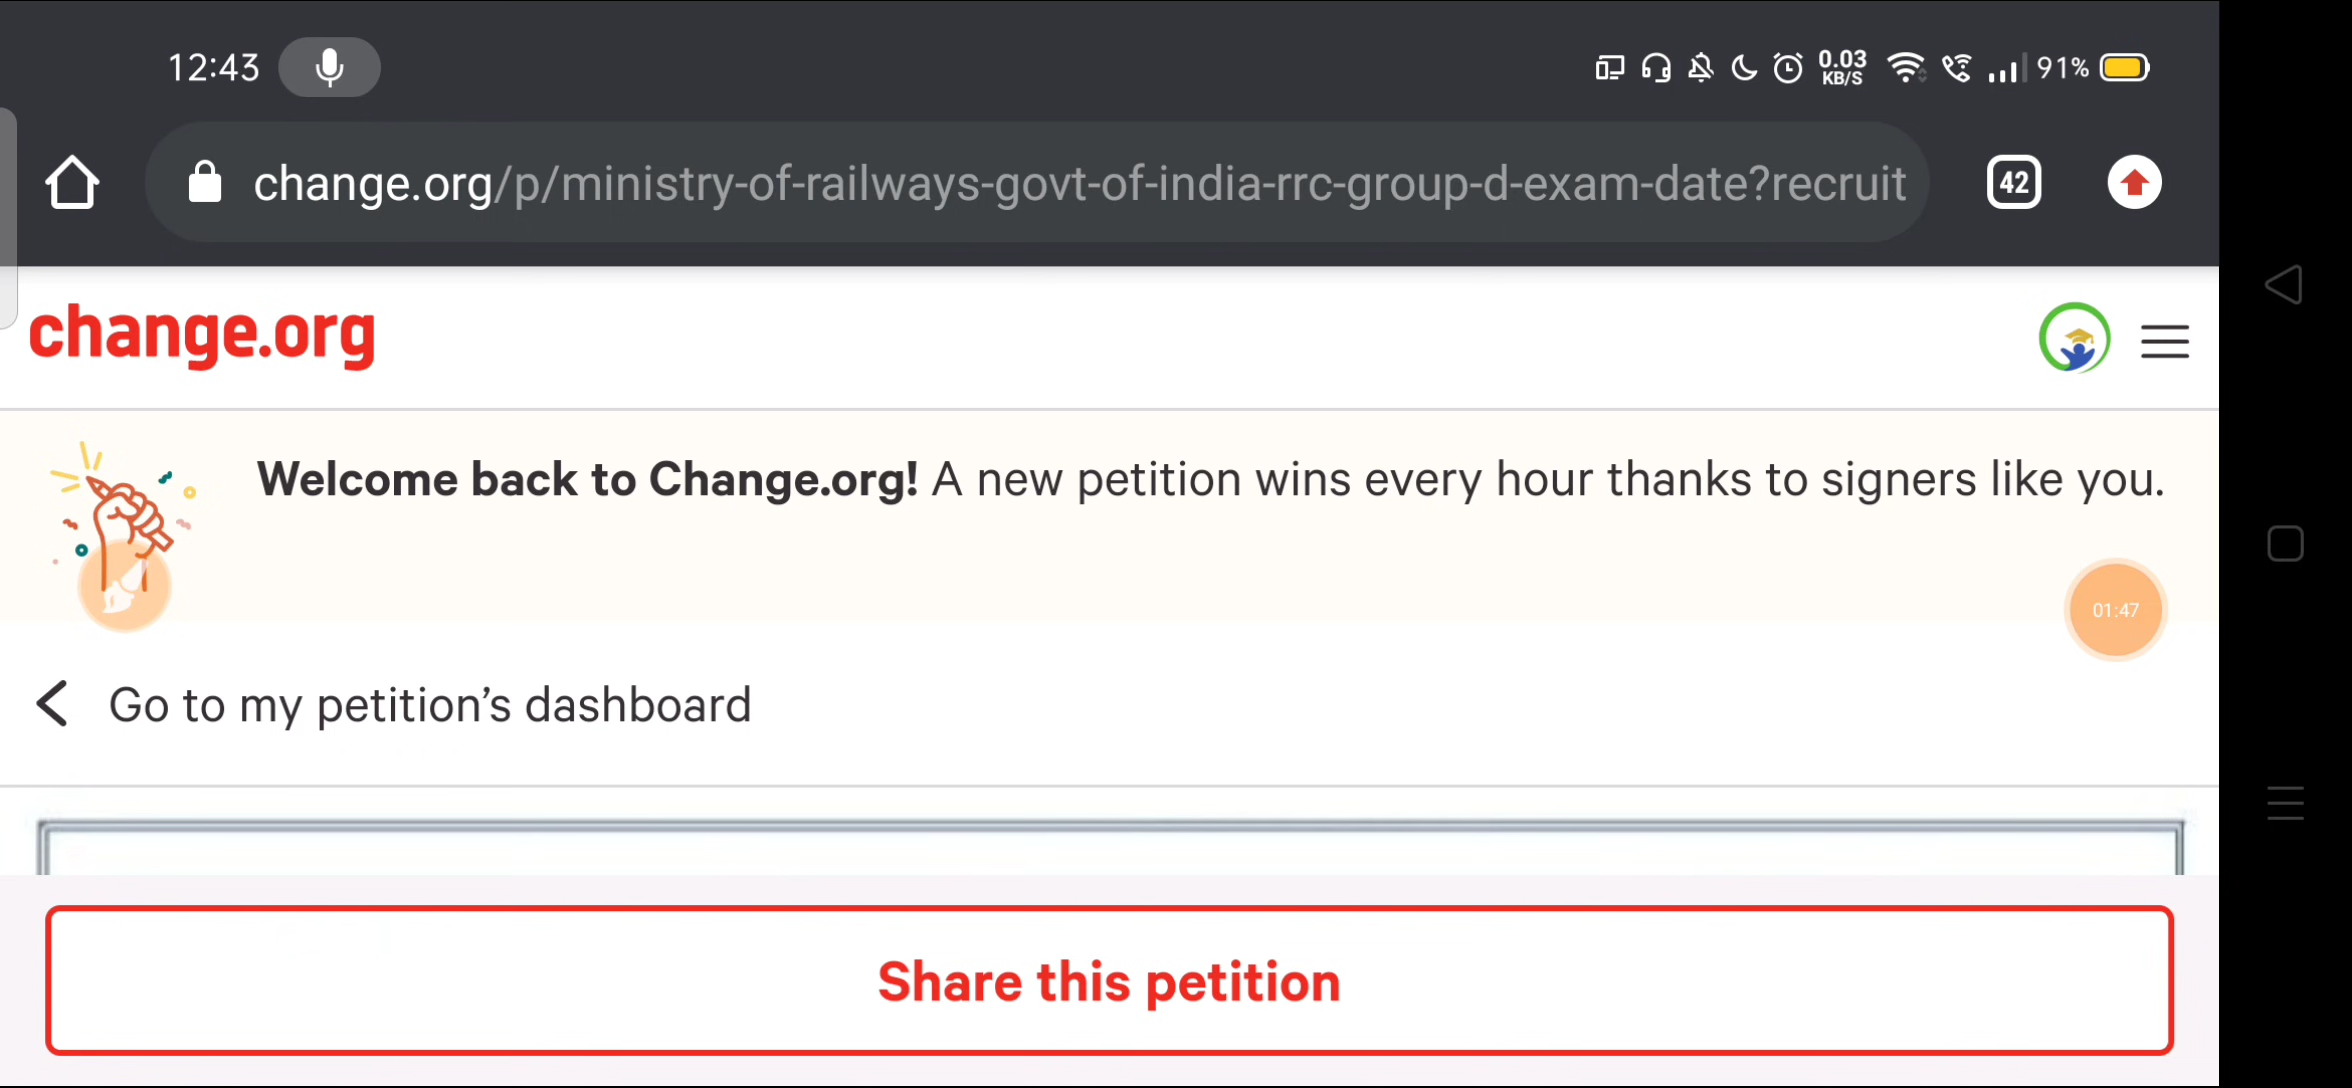 12:43
0.03
KB/S
91%
change.org/p/ministry-of-railways-govt-of-india-rrc-group-d-exam-date?recruit
42
change.org
Welcome back to Change.org! A new petition wins every hour thanks to signers like you.
01:47
Go to my petition’s dashboard
Share this petition